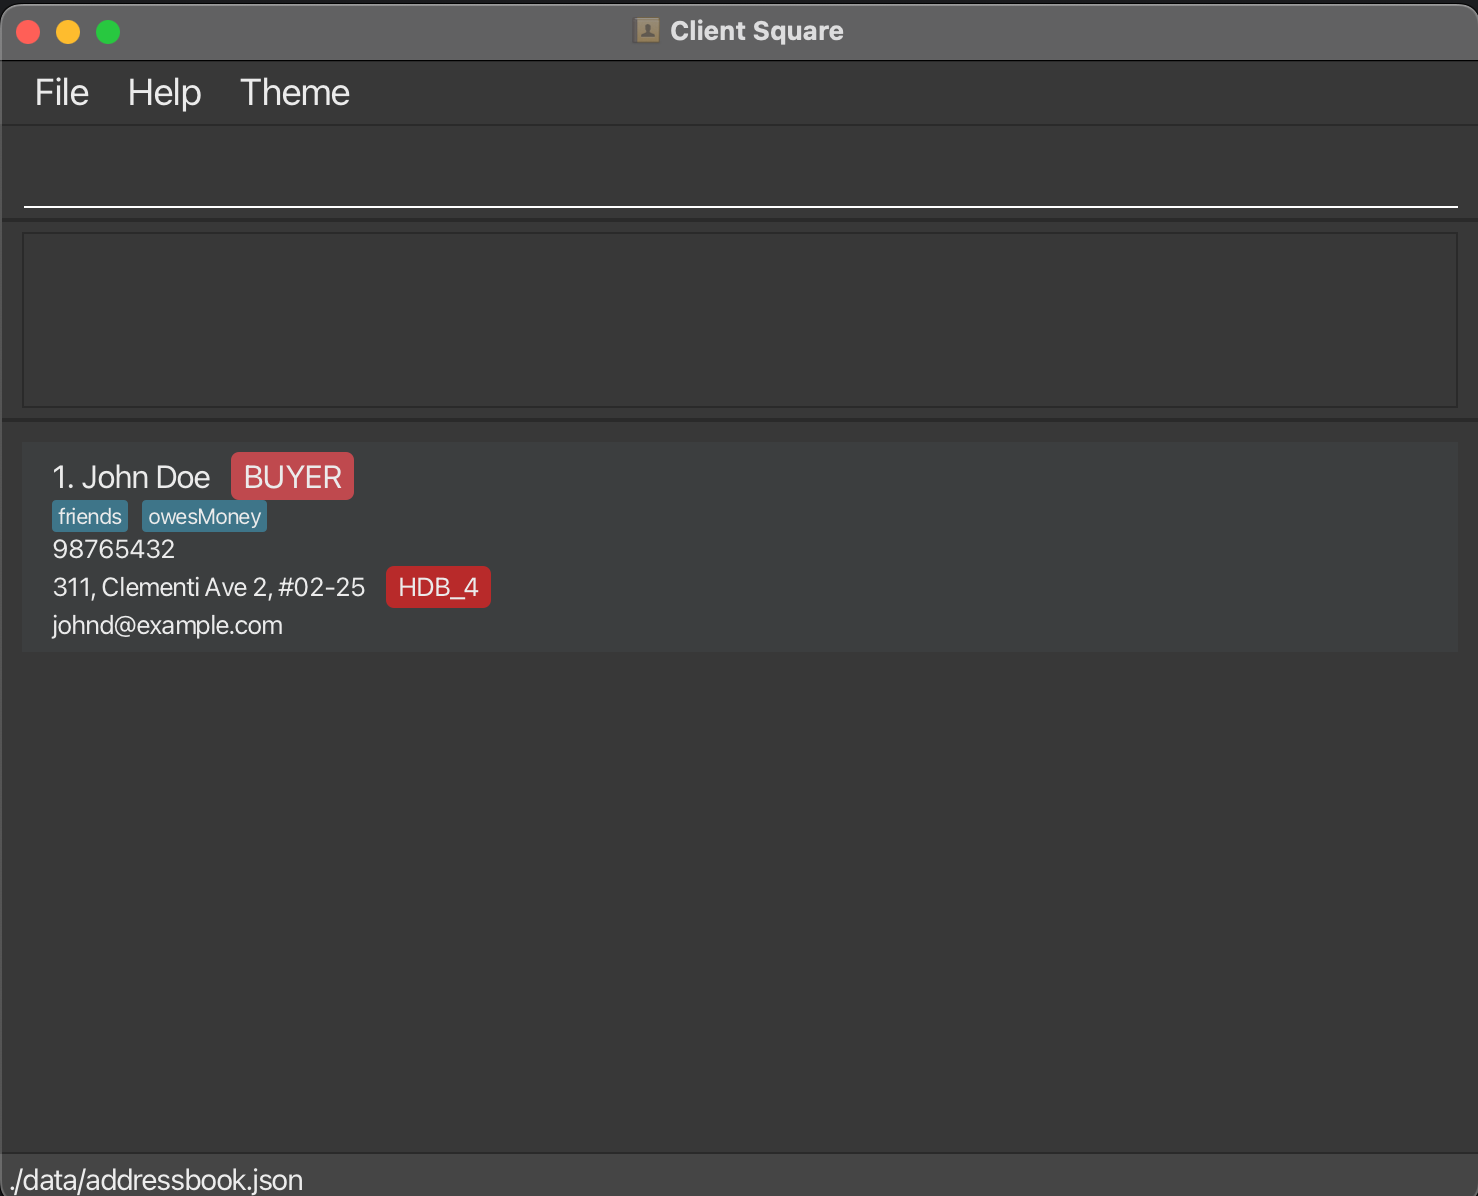 Client Square
File Help Theme
1. John Doe BUYER
friends owesMoney
98765432
311, Clementi Ave 2, #02-25 HDB_4
johnd@example.com
./data/addressbook.json